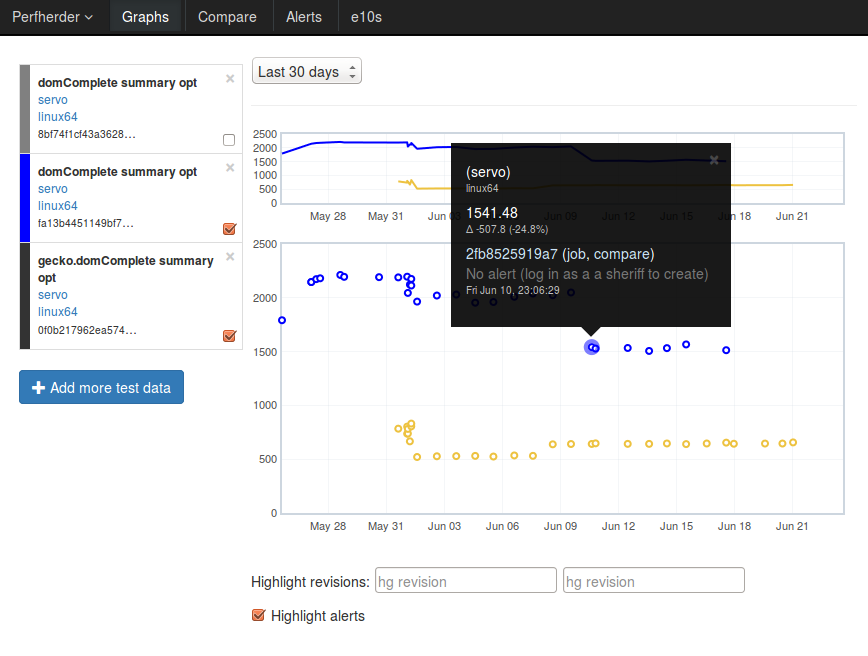 Perfherder Graphs Compare Alerts e10s
domComplete summary opt ×
servo
linux64
8bf74f1cf43a3628…
domComplete summary opt ×
servo
linux64
fa13b4451149bf7…
gecko.domComplete summary opt ×
servo
linux64
0f0b217962ea574…
Add more test data
Last 30 days
2500
2000
1500
1000
500
0
May 28 May 31 Jun 03 Jun 06 Jun 09 Jun 12 Jun 15 Jun 18 Jun 21
×
(servo)
linux64
1541.48
Δ -507.8 (-24.8%)
2fb8525919a7 (job, compare)
No alert (log in as a a sheriff to create)
Fri Jun 10, 23:06:29
2500
2000
1500
1000
500
0
May 28 May 31 Jun 03 Jun 06 Jun 09 Jun 12 Jun 15 Jun 18 Jun 21
Highlight revisions: hg revision hg revision
Highlight alerts